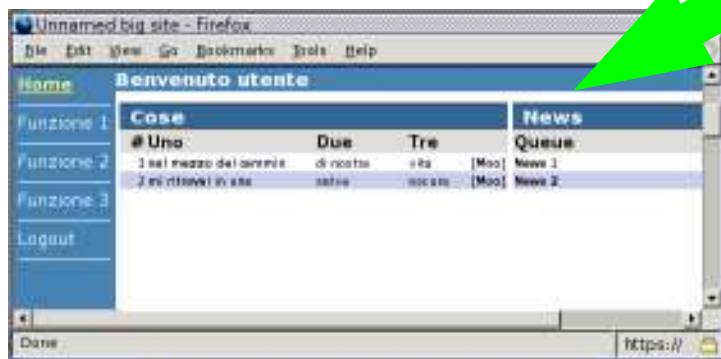 Unnamed big site - Firefox
File Edit View Go Bookmarks Tools Help
Home
Benvenuto utente
Funzione 1
Cose
News
# Uno Due Tre
Queue
Funzione 2
1 nel mezzo del cammin di nostra vita [Moo] News 1
2 mi ritrovai in una selva oscura [Moo] News 2
Funzione 3
Logout
Done
https://